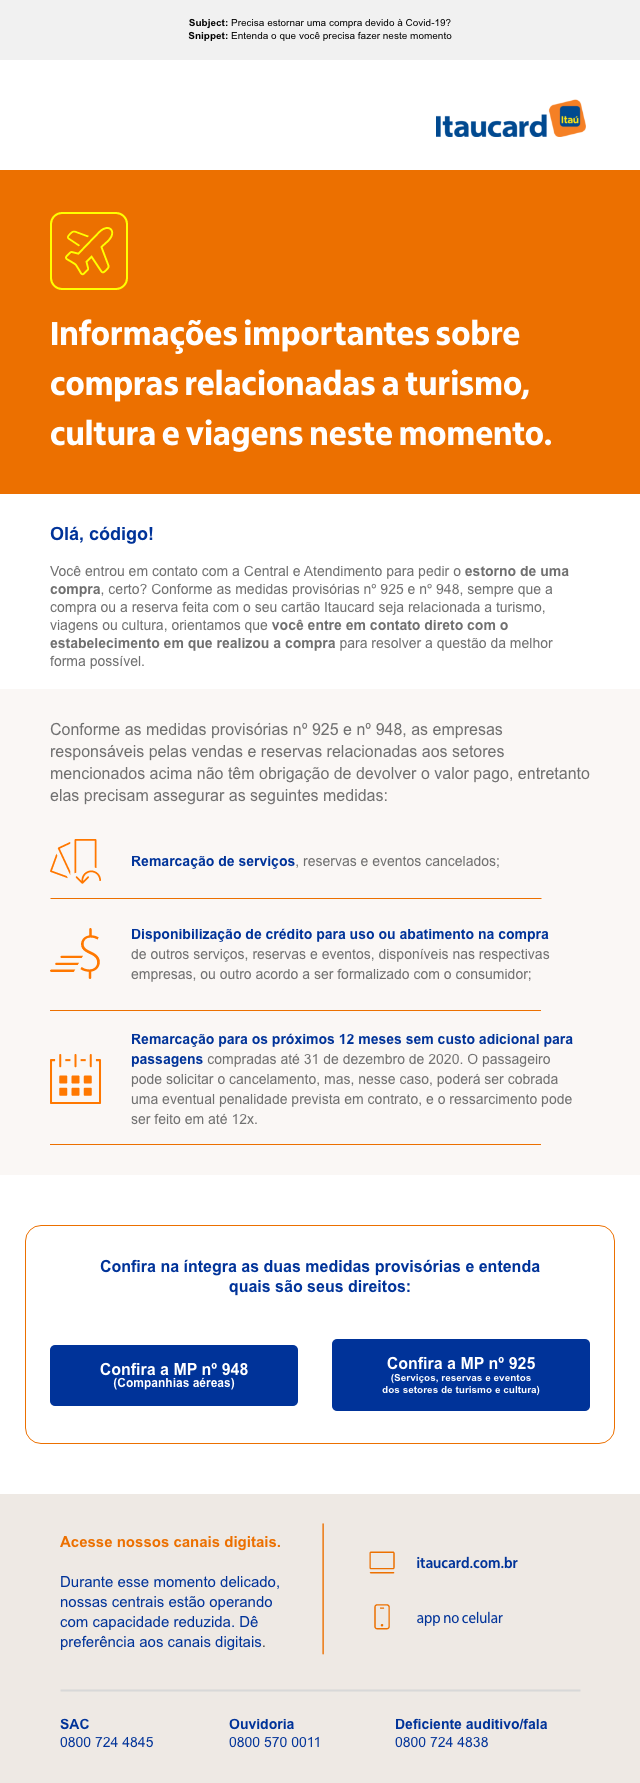 Subject: Precisa estornar uma compra devido à Covid-19?
Snippet: Entenda o que você precisa fazer neste momento
Itaucard Itaú
Informações importantes sobre
compras relacionadas a turismo,
cultura e viagens neste momento.
Olá, código!
Você entrou em contato com a Central e Atendimento para pedir o estorno de uma
compra, certo? Conforme as medidas provisórias nº 925 e nº 948, sempre que a
compra ou a reserva feita com o seu cartão Itaucard seja relacionada a turismo,
viagens ou cultura, orientamos que você entre em contato direto com o
estabelecimento em que realizou a compra para resolver a questão da melhor
forma possível.
Conforme as medidas provisórias nº 925 e nº 948, as empresas
responsáveis pelas vendas e reservas relacionadas aos setores
mencionados acima não têm obrigação de devolver o valor pago, entretanto
elas precisam assegurar as seguintes medidas:
Remarcação de serviços, reservas e eventos cancelados;
Disponibilização de crédito para uso ou abatimento na compra
de outros serviços, reservas e eventos, disponíveis nas respectivas
empresas, ou outro acordo a ser formalizado com o consumidor;
Remarcação para os próximos 12 meses sem custo adicional para
passagens compradas até 31 de dezembro de 2020. O passageiro
pode solicitar o cancelamento, mas, nesse caso, poderá ser cobrada
uma eventual penalidade prevista em contrato, e o ressarcimento pode
ser feito em até 12x.
Confira na íntegra as duas medidas provisórias e entenda
quais são seus direitos:
Confira a MP nº 948
(Companhias aéreas)
Confira a MP nº 925
(Serviços, reservas e eventos
dos setores de turismo e cultura)
Acesse nossos canais digitais.
Durante esse momento delicado,
nossas centrais estão operando
com capacidade reduzida. Dê
preferência aos canais digitais.
itaucard.com.br
app no celular
SAC
0800 724 4845
Ouvidoria
0800 570 0011
Deficiente auditivo/fala
0800 724 4838